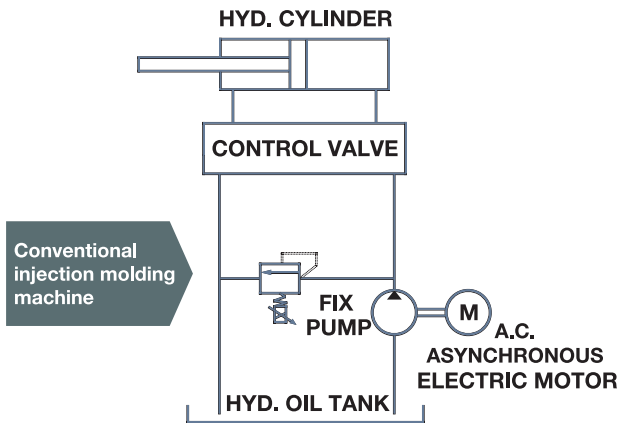 HYD. CYLINDER
CONTROL VALVE
Conventional
injection molding
machine
FIX
PUMP
M
A.C.
ASYNCHRONOUS
ELECTRIC MOTOR
HYD. OIL TANK